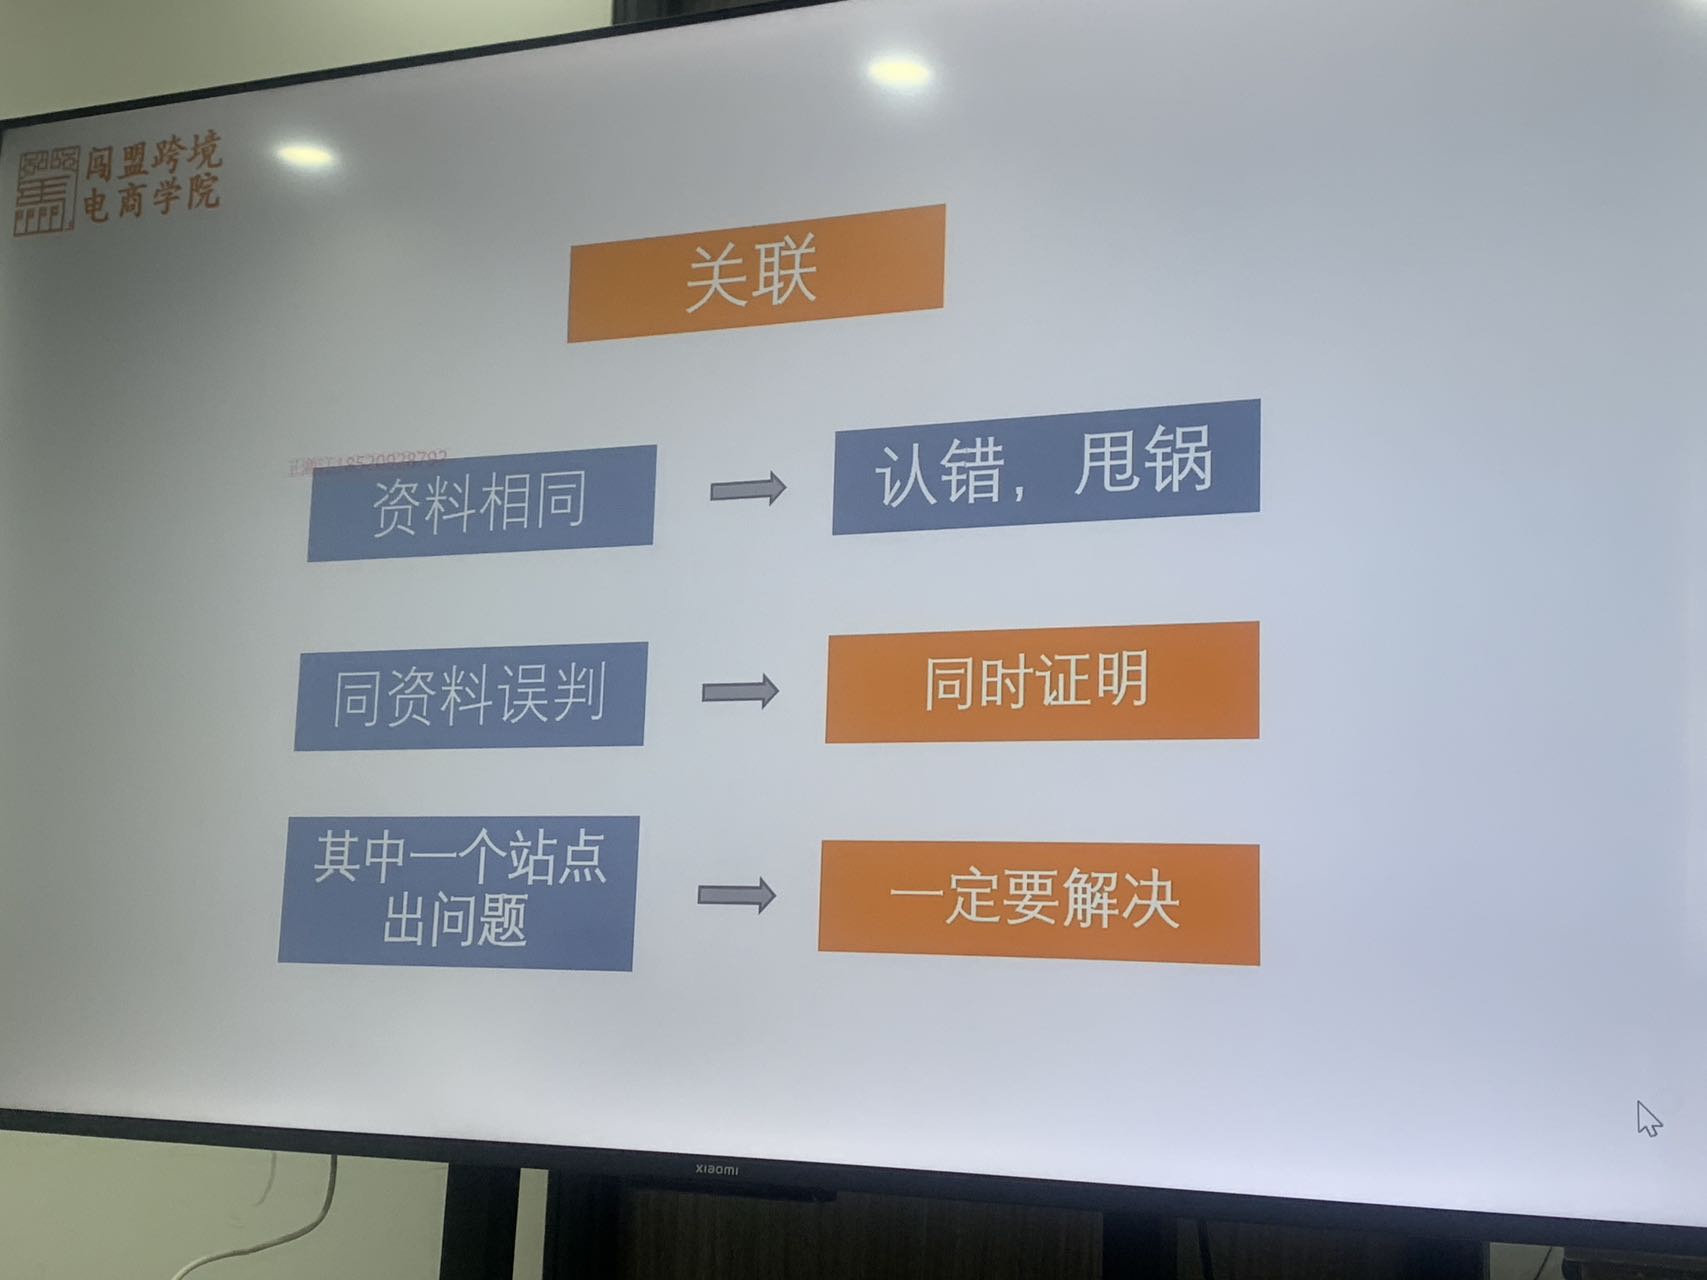 闯盟跨境
电商学院
关联
资料相同
认错，甩锅
同资料误判
同时证明
其中一个站点
出问题
一定要解决
xiaomi